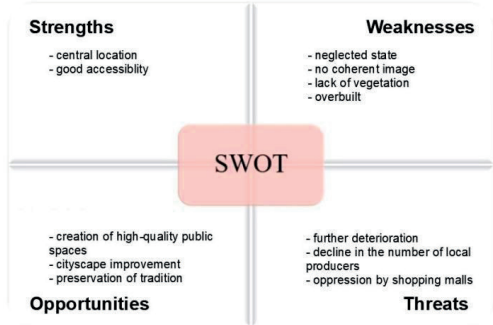 Strengths
- central location
- good accessiblity
Weaknesses
- neglected state
- no coherent image
- lack of vegetation
- overbuilt
SWOT
- creation of high-quality public
spaces
- cityscape improvement
- preservation of tradition
Opportunities
- further deterioration
- decline in the number of local
producers
- oppression by shopping malls
Threats